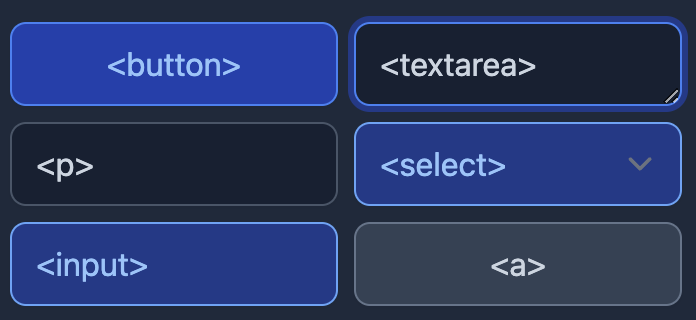 <button>
<textarea>
<p>
<select>
<input>
<a>